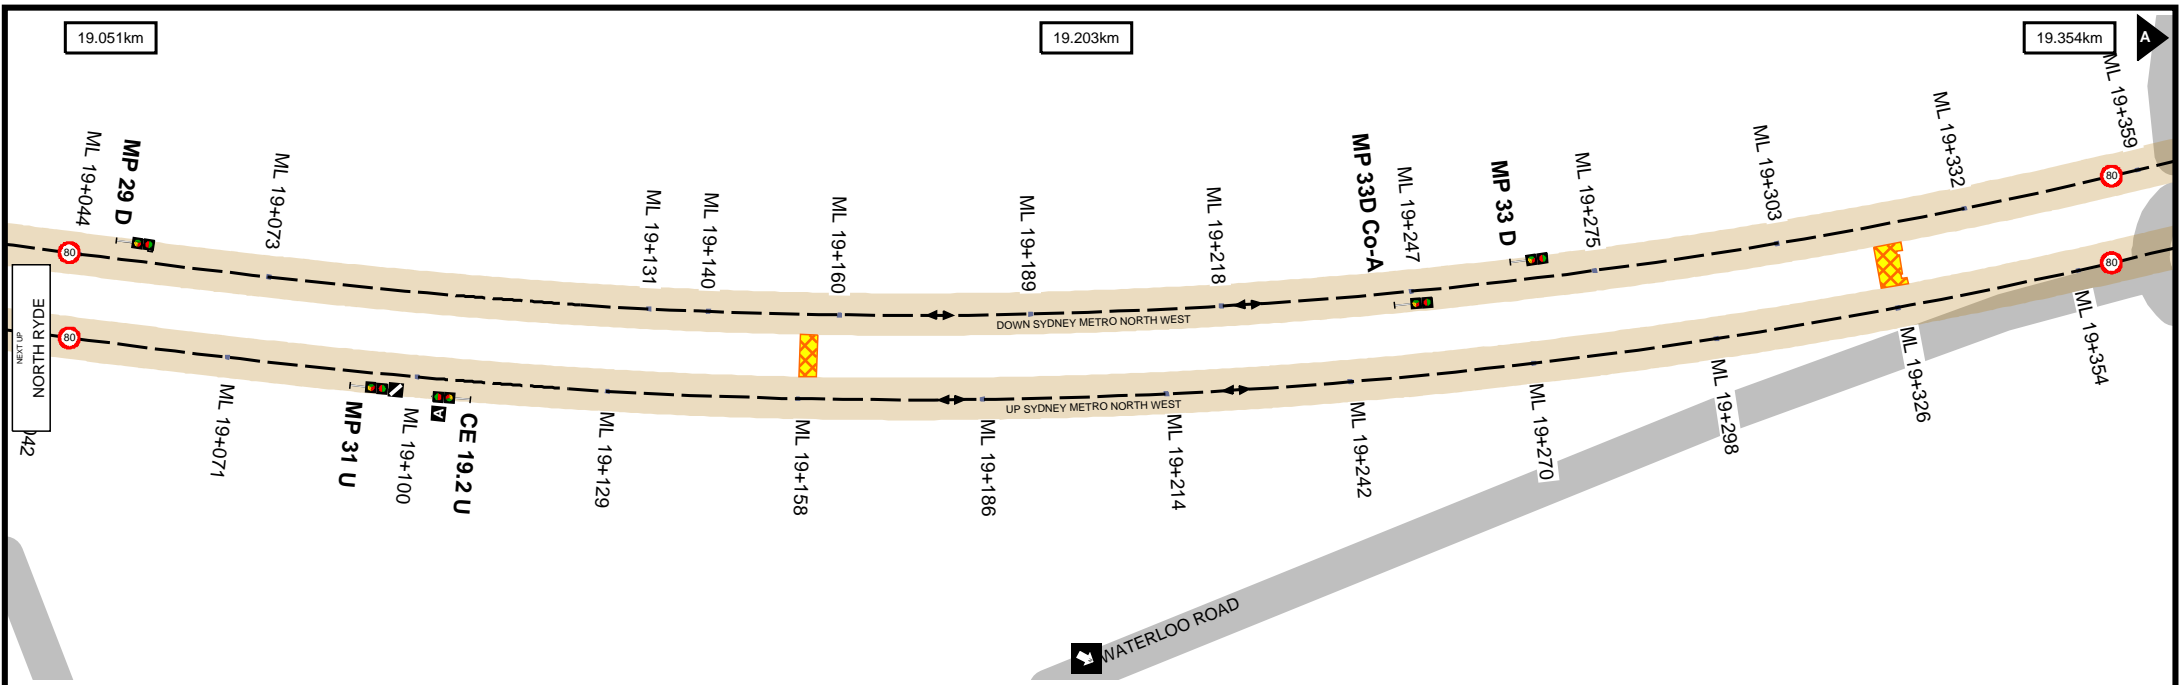 19.051km
19.203km
19.354km
A
ML 19+044
MP 29 D
ML 19+073
ML 19+131
ML 19+140
ML 19+160
ML 19+189
ML 19+218
MP 33D Co-A
ML 19+247
MP 33 D
ML 19+275
ML 19+303
ML 19+332
ML 19+359
80
80
DOWN SYDNEY METRO NORTH WEST
NEXT UP
NORTH RYDE
80
80
UP SYDNEY METRO NORTH WEST
042
ML 19+071
MP 31 U
ML 19+100
A
CE 19.2 U
ML 19+129
ML 19+158
ML 19+186
ML 19+214
ML 19+242
ML 19+270
ML 19+298
ML 19+326
ML 19+354
WATERLOO ROAD